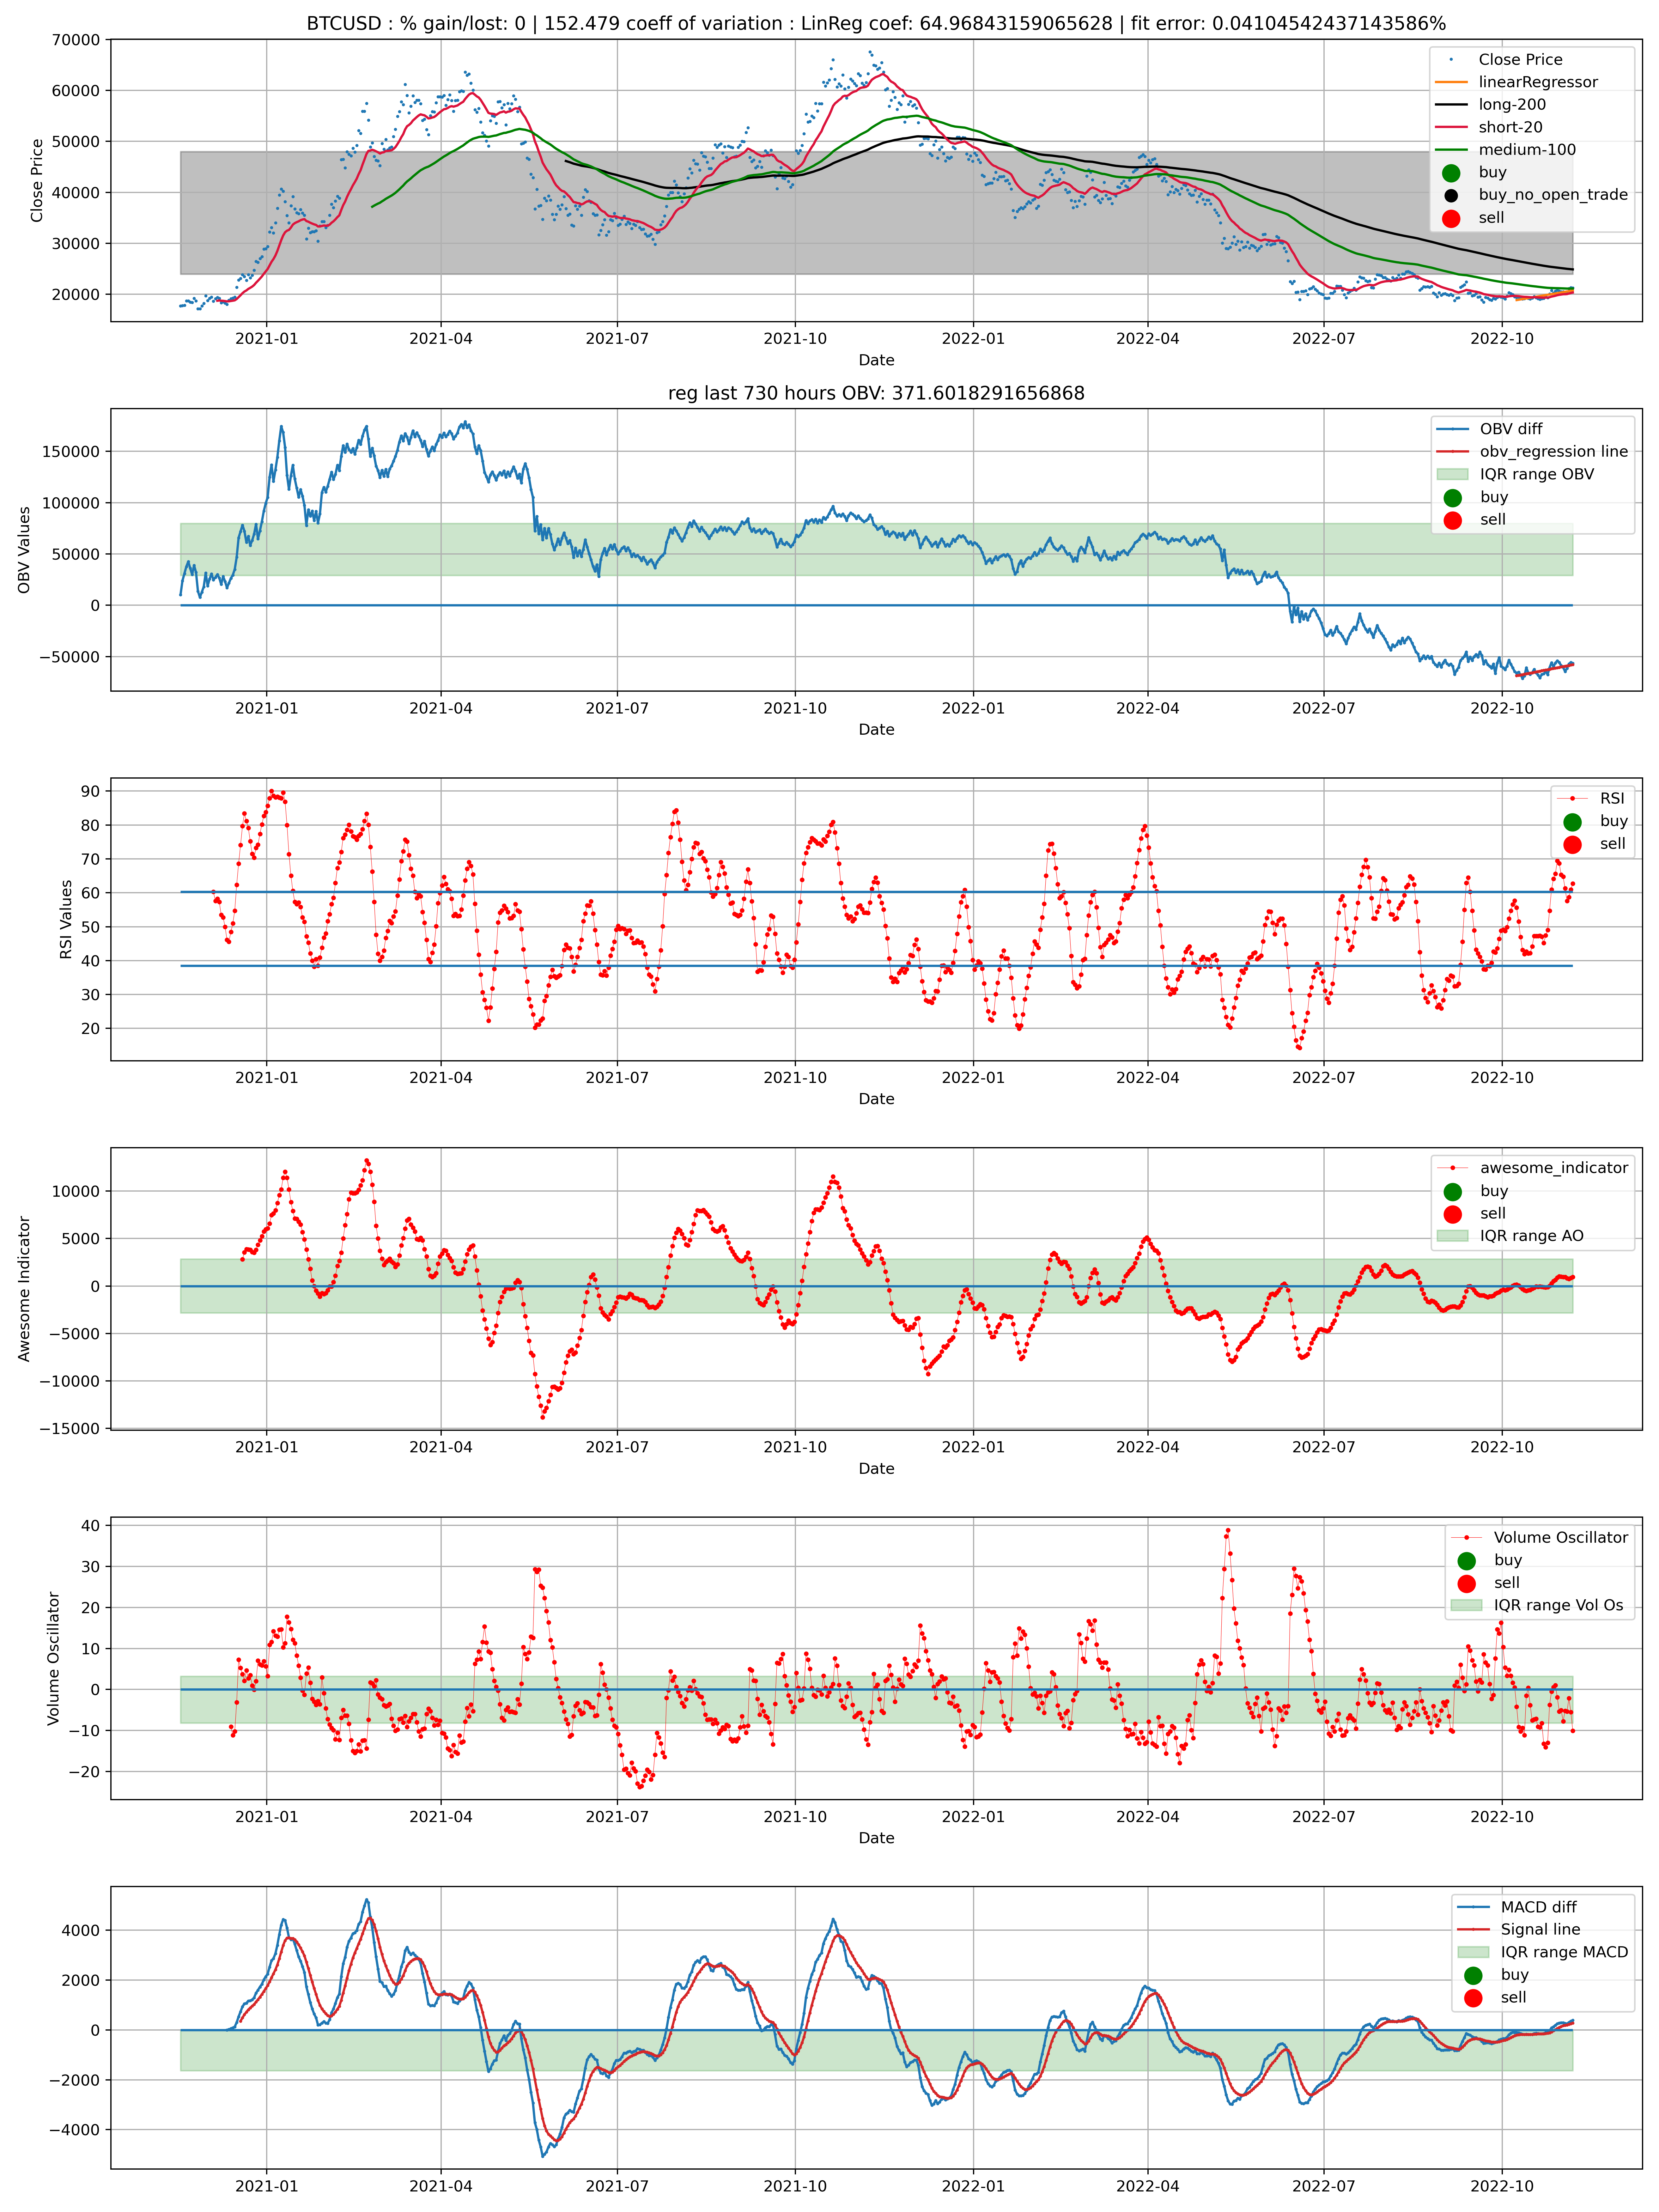 BTCUSD : % gain/lost: 0 | 152.479 coeff of variation : LinReg coef: 64.96843159065628 | fit error: 0.04104542437143586%
70000
60000
50000
40000
30000
20000
Close Price
Close Price
linearRegressor
long-200
short-20
medium-100
buy
buy_no_open_trade
sell
2021-01 2021-04 2021-07 2021-10 2022-01 2022-04 2022-07 2022-10
Date
reg last 730 hours OBV: 371.6018291656868
150000
100000
50000
0
−50000
OBV Values
OBV diff
obv_regression line
IQR range OBV
buy
sell
2021-01 2021-04 2021-07 2021-10 2022-01 2022-04 2022-07 2022-10
Date
90
80
70
60
50
40
30
20
RSI Values
RSI
buy
sell
2021-01 2021-04 2021-07 2021-10 2022-01 2022-04 2022-07 2022-10
Date
10000
5000
0
−5000
−10000
−15000
Awesome Indicator
awesome_indicator
buy
sell
IQR range AO
2021-01 2021-04 2021-07 2021-10 2022-01 2022-04 2022-07 2022-10
Date
40
30
20
10
0
−10
−20
Volume Oscillator
Volume Oscillator
buy
sell
IQR range Vol Os
2021-01 2021-04 2021-07 2021-10 2022-01 2022-04 2022-07 2022-10
Date
4000
2000
0
−2000
−4000
MACD diff
Signal line
IQR range MACD
buy
sell
2021-01 2021-04 2021-07 2021-10 2022-01 2022-04 2022-07 2022-10